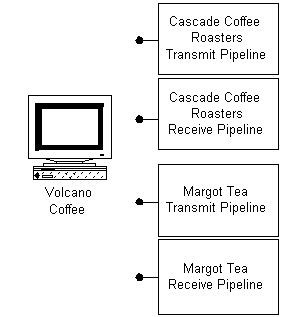 Cascade Coffee
Roasters
Transmit Pipeline
Cascade Coffee
Roasters
Receive Pipeline
Volcano
Coffee
Margot Tea
Transmit Pipeline
Margot Tea
Receive Pipeline